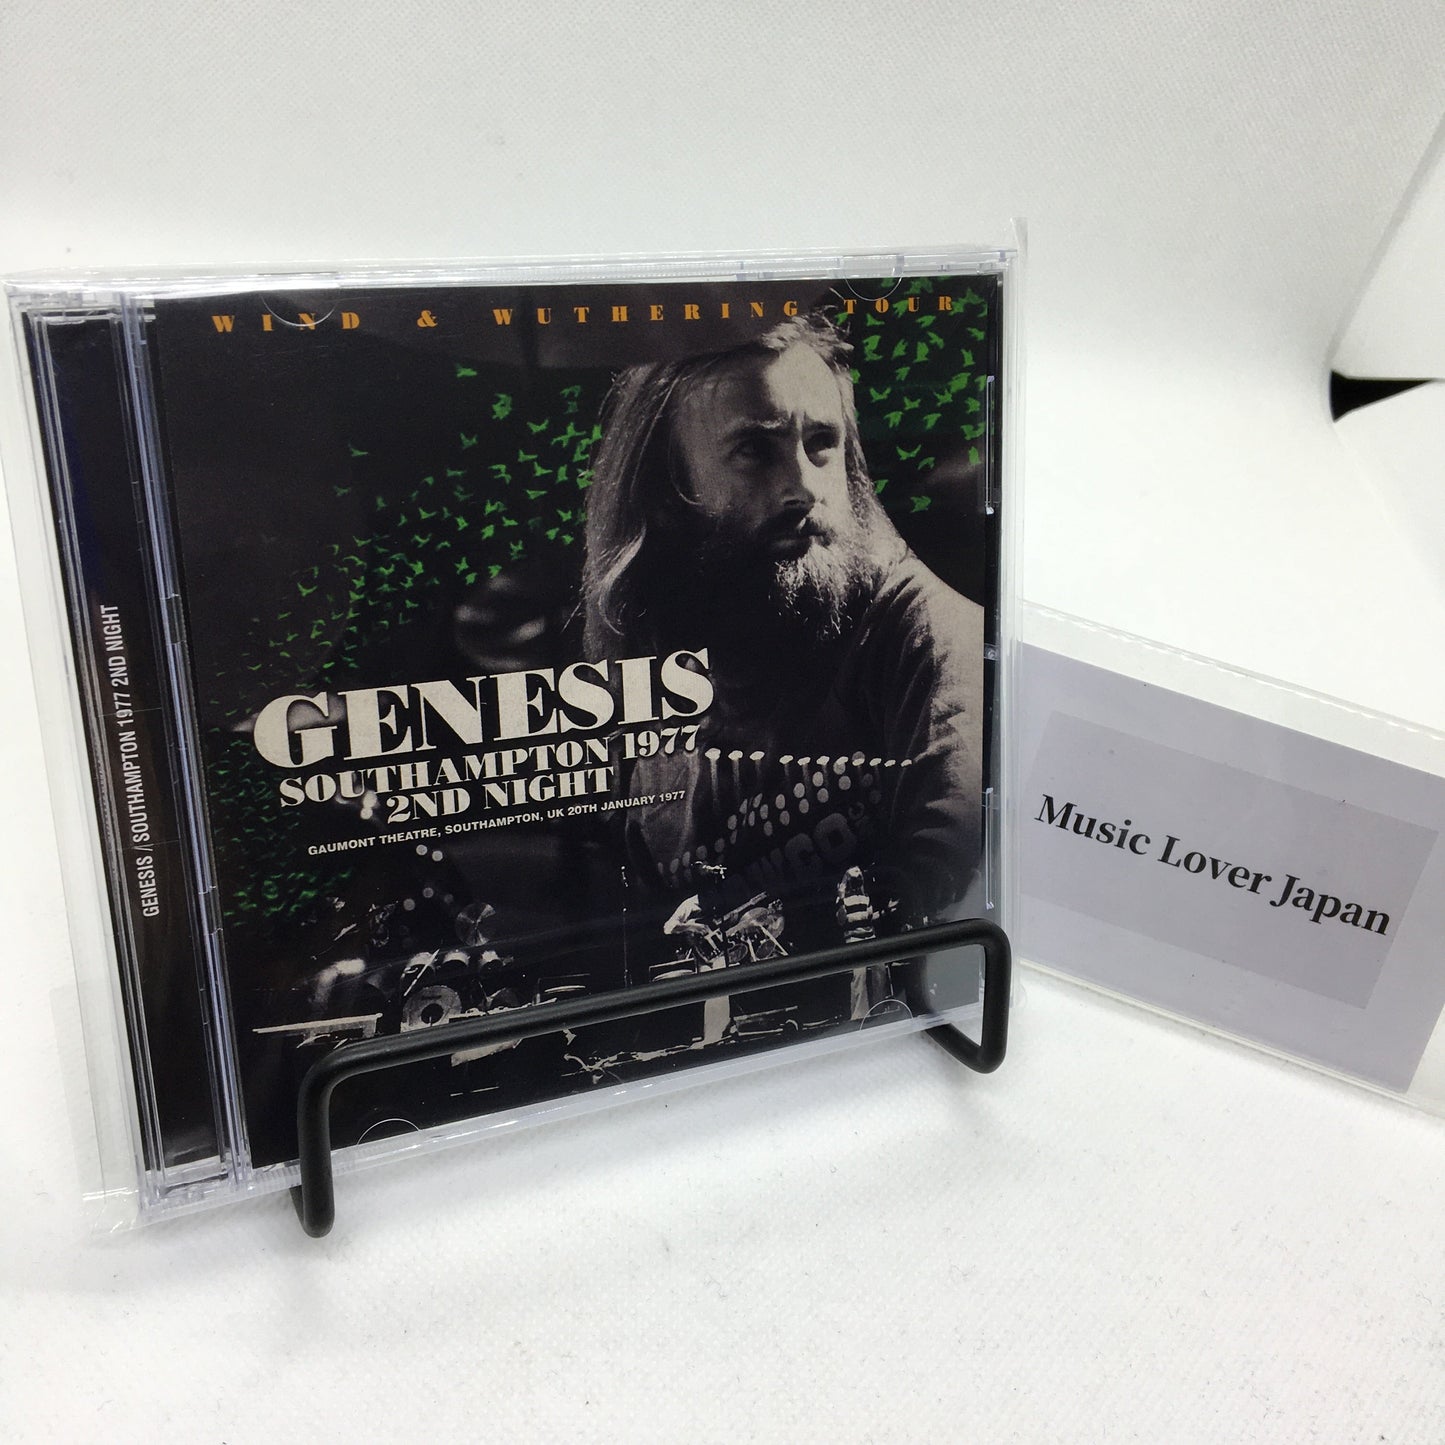 WIND & WUTHERING TOUR
GENESIS
SOUTHAMPTON 1977
2ND NIGHT
GAUMONT THEATRE, SOUTHAMPTON, UK 20TH JANUARY 1977
GENESIS / SOUTHAMPTON 1977 2ND NIGHT
Music Lover Japan